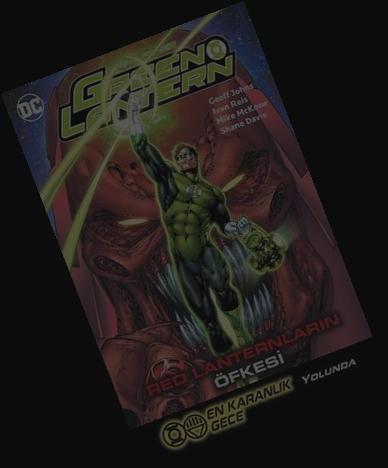 DC
GREEN
LANTERN
Geoff Johns
Ivan Reis
Mike McKone
Shane Davis
RED LANTERNLARIN
ÖFKESİ
EN KARANLIK
GECE
YOLUNDA